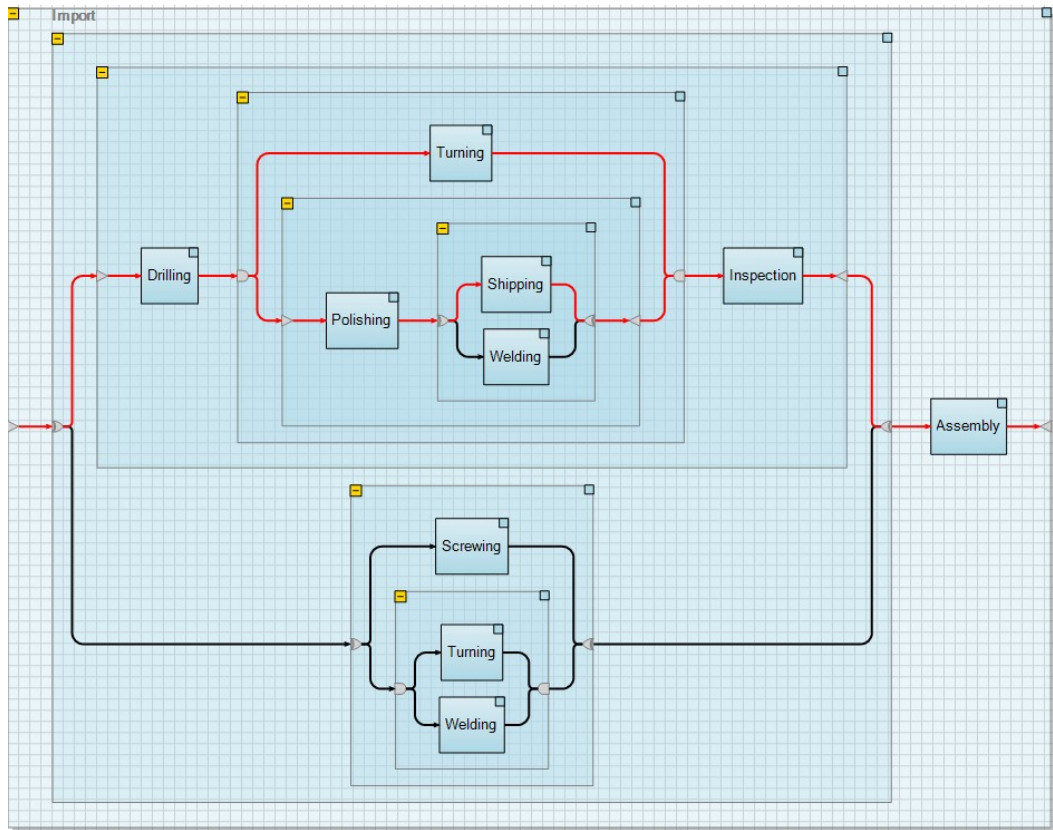 Import
Turning
Drilling
Shipping
Inspection
Polishing
Welding
Assembly
Screwing
Turning
Welding